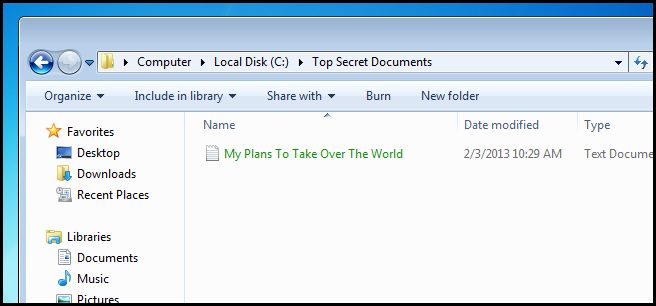 Computer Local Disk (C:) Top Secret Documents
Organize Include in library Share with Burn New folder
Name Date modified Type
Favorites
My Plans To Take Over The World 2/3/2013 10:29 AM Text Docume
Desktop
Downloads
Recent Places
Libraries
Documents
Music
Pictures